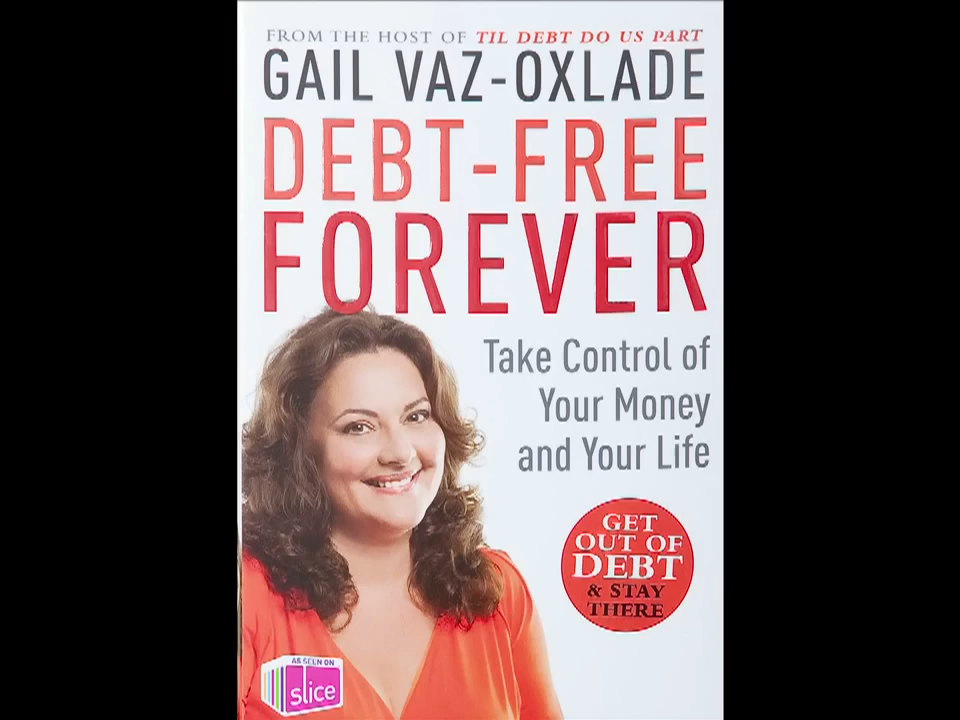 FROM THE HOST OF TIL DEBT DO US PART
GAIL VAZ-OXLADE
DEBT-FREE
FOREVER
Take Control of
Your Money
and Your Life
GET
OUT OF
DEBT
& STAY
THERE
AS SEEN ON
slice